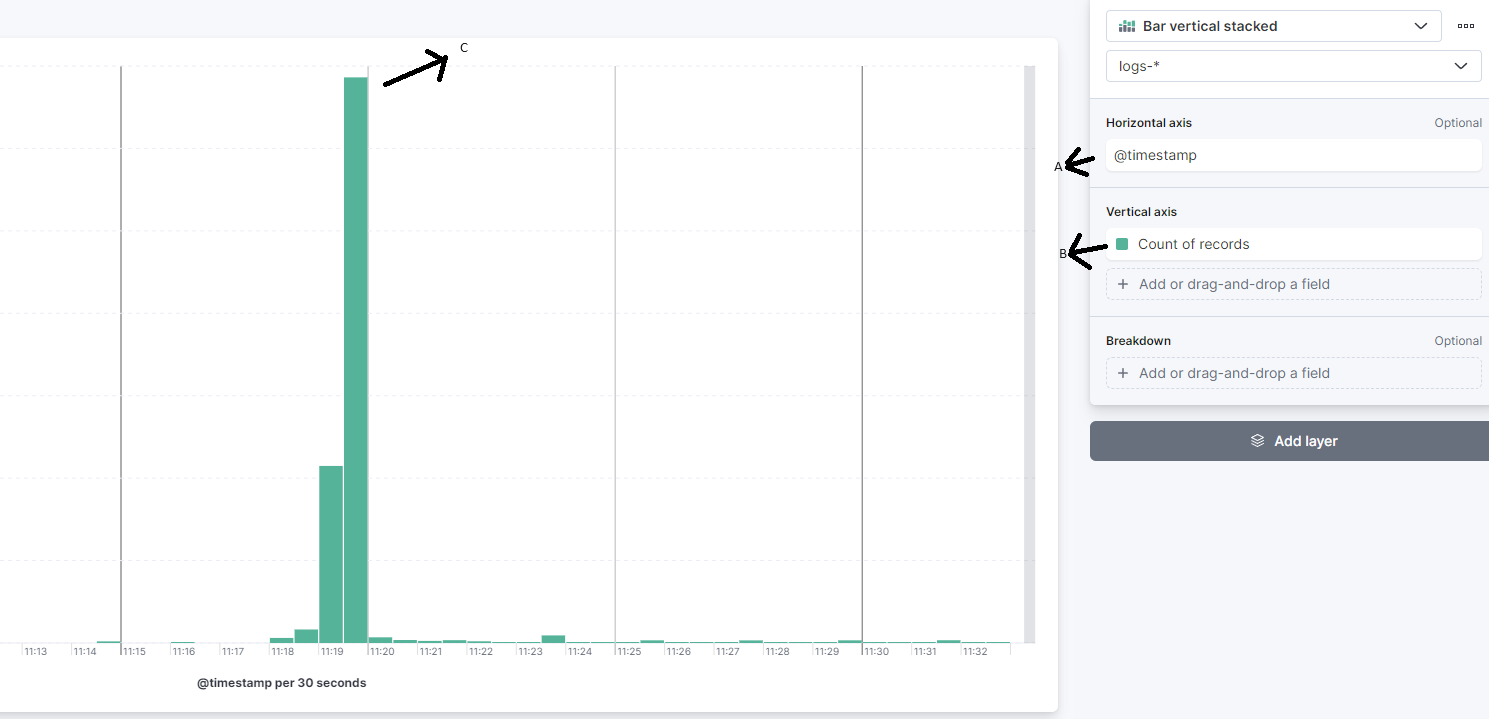 Bar vertical stacked
logs-*
C
Horizontal axis Optional
@timestamp
A
Vertical axis
Count of records
B
+ Add or drag-and-drop a field
Breakdown Optional
+ Add or drag-and-drop a field
Add layer
11:13 11:14 11:15 11:16 11:17 11:18 11:19 11:20 11:21 11:22 11:23 11:24 11:25 11:26 11:27 11:28 11:29 11:30 11:31 11:32
@timestamp per 30 seconds